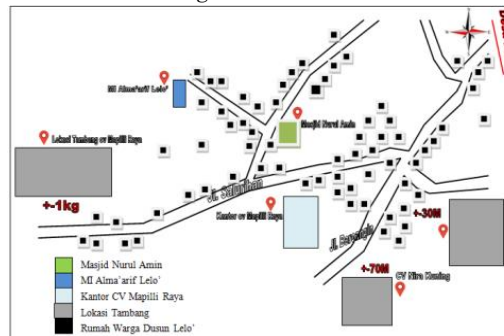 MI Alma'arif Lelo'
Masjid Nurul Amin
Lokasi Tambang cv Mapilli Raya
+-1kg
Jl.
Kantor cv Mapilli Raya
+-30M
Jl.
+-70M
CV Nira Kluning
Masjid Nurul Amin
MI Alma'arif Lelo'
Kantor CV Mapilli Raya
Lokasi Tambang
Rumah Warga Dusun Lelo'